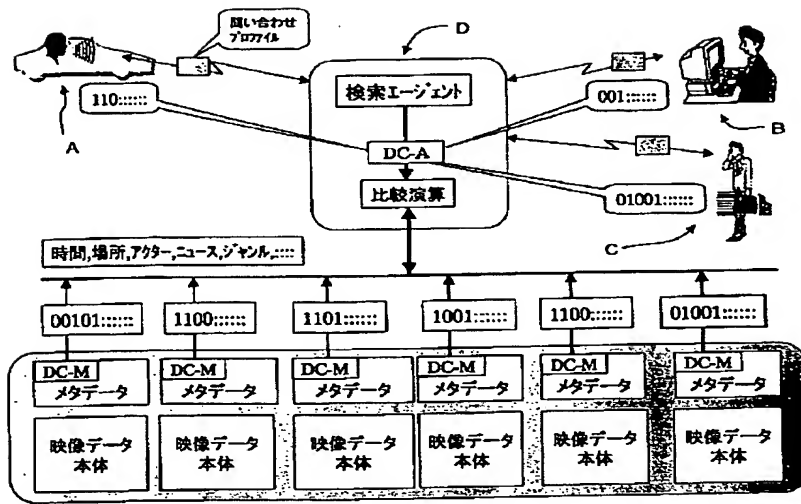 問い合わせ
プロファイル
D
検索エージェント
110::::::
001::::::
A
B
DC-A
比較演算
01001::::::
C
時間,場所,アクター,ニュース,ジャンル,::::
00101::::::
1100::::::
1101::::::
1001::::::
1100::::::
01001::::::
DC-M
メタデータ
DC-M
メタデータ
DC-M
メタデータ
DC-M
メタデータ
DC-M
メタデータ
DC-M
メタデータ
映像データ
本体
映像データ
本体
映像データ
本体
映像データ
本体
映像データ
本体
映像データ
本体